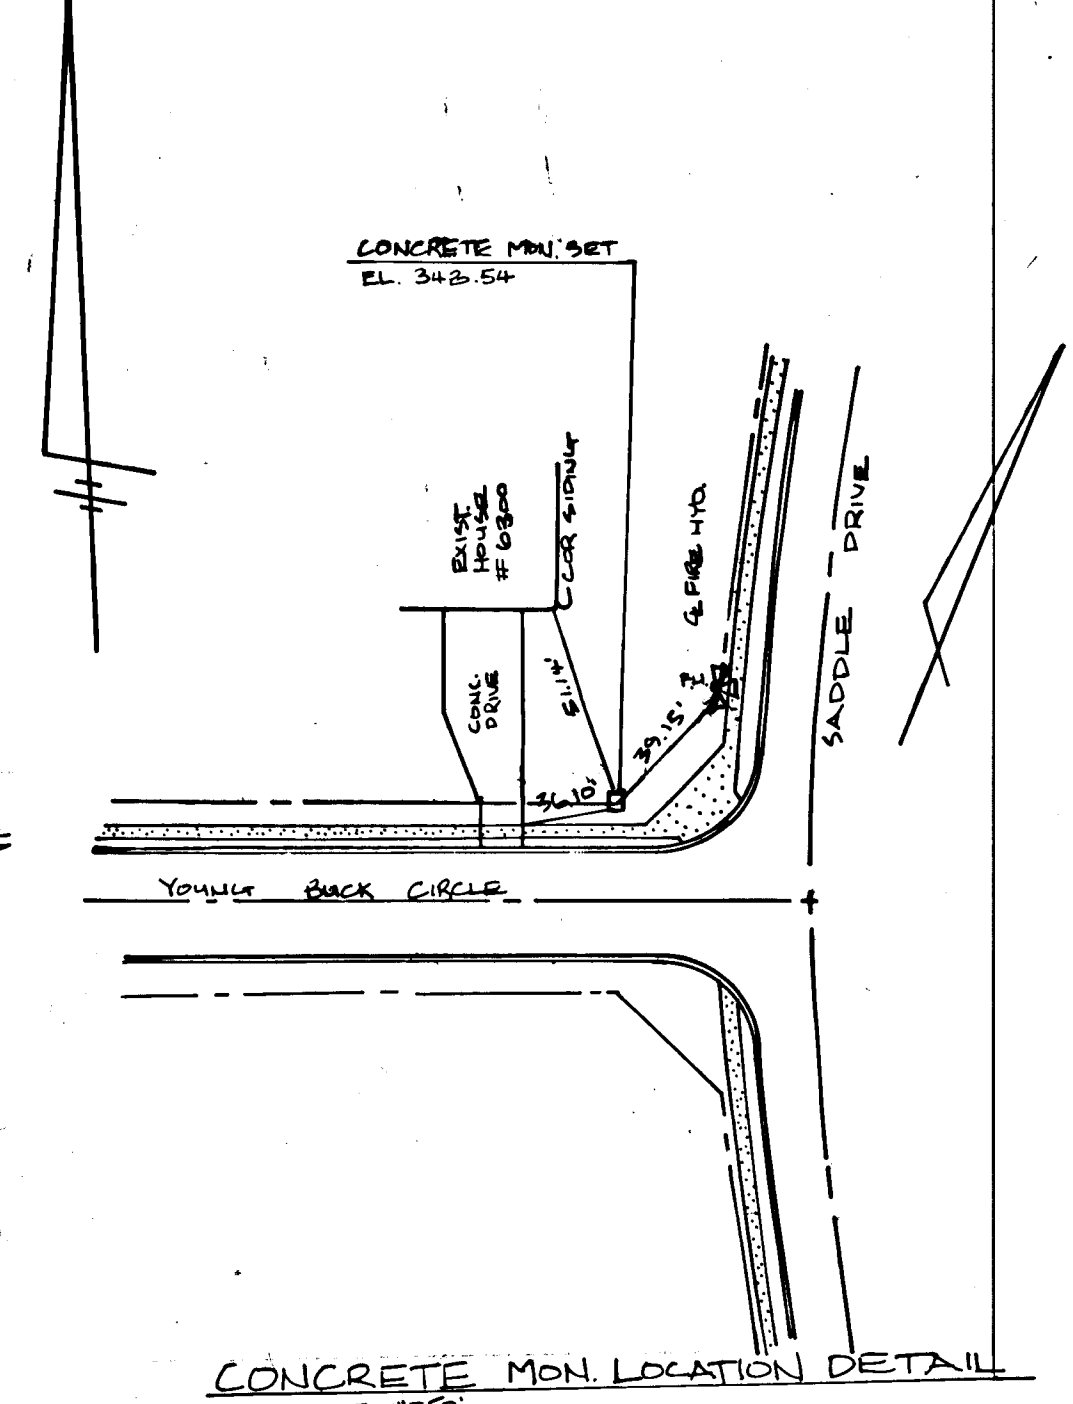 CONCRETE MON. SET
EL. 343.54
EXIST.
HOUSE
# 6300
COR SIDING
℄ FIRE HYD.
SADDLE DRIVE
CONC.
DRIVE
51.14'
39.15'
36.10'
YOUNG BUCK CIRCLE
CONCRETE MON. LOCATION DETAIL